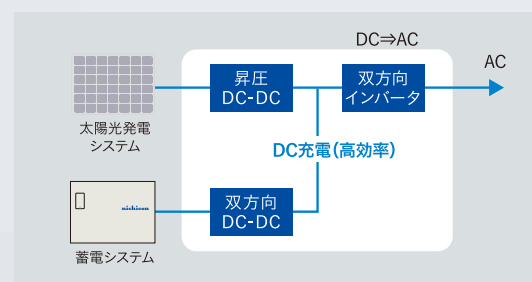 DC⇒AC
AC
昇圧
DC-DC
双方向
インバータ
太陽光発電
システム
DC充電(高効率)
nichicon
双方向
DC-DC
蓄電システム